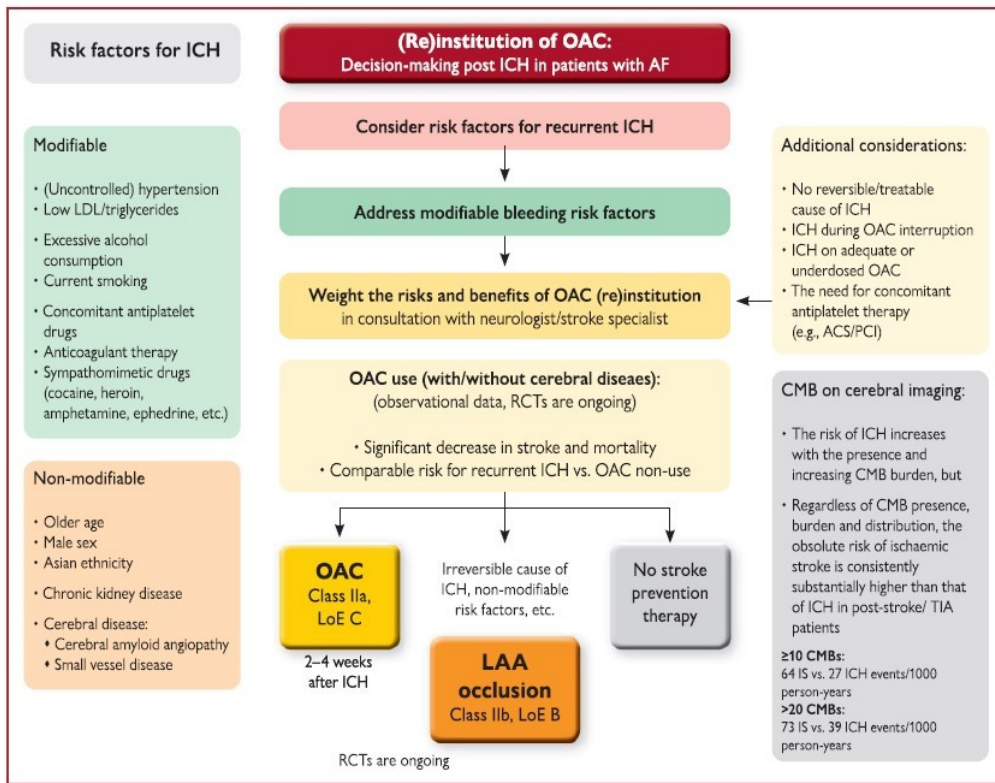 Risk factors for ICH
(Re)institution of OAC:
Decision-making post ICH in patients with AF
Modifiable
• (Uncontrolled) hypertension
• Low LDL/triglycerides
• Excessive alcohol
consumption
• Current smoking
• Concomitant antiplatelet
drugs
• Anticoagulant therapy
• Sympathomimetic drugs
(cocaine, heroin,
amphetamine, ephedrine, etc.)
Non-modifiable
• Older age
• Male sex
• Asian ethnicity
• Chronic kidney disease
• Cerebral disease:
♦ Cerebral amyloid angiopathy
♦ Small vessel disease
Consider risk factors for recurrent ICH
Address modifiable bleeding risk factors
Weight the risks and benefits of OAC (re)institution
in consultation with neurologist/stroke specialist
OAC use (with/without cerebral diseaes):
(observational data, RCTs are ongoing)
• Significant decrease in stroke and mortality
• Comparable risk for recurrent ICH vs. OAC non-use
OAC
Class IIa,
LoE C
2–4 weeks
after ICH
Irreversible cause of
ICH, non-modifiable
risk factors, etc.
LAA
occlusion
Class IIb, LoE B
RCTs are ongoing
No stroke
prevention
therapy
Additional considerations:
• No reversible/treatable
cause of ICH
• ICH during OAC interruption
• ICH on adequate or
underdosed OAC
• The need for concomitant
antiplatelet therapy
(e.g., ACS/PCI)
CMB on cerebral imaging:
• The risk of ICH increases
with the presence and
increasing CMB burden, but
• Regardless of CMB presence,
burden and distribution, the
absolute risk of ischaemic
stroke is consistently
substantially higher than that
of ICH in post-stroke/ TIA
patients
≥10 CMBs:
64 IS vs. 27 ICH events/1000
person-years
>20 CMBs:
73 IS vs. 39 ICH events/1000
person-years